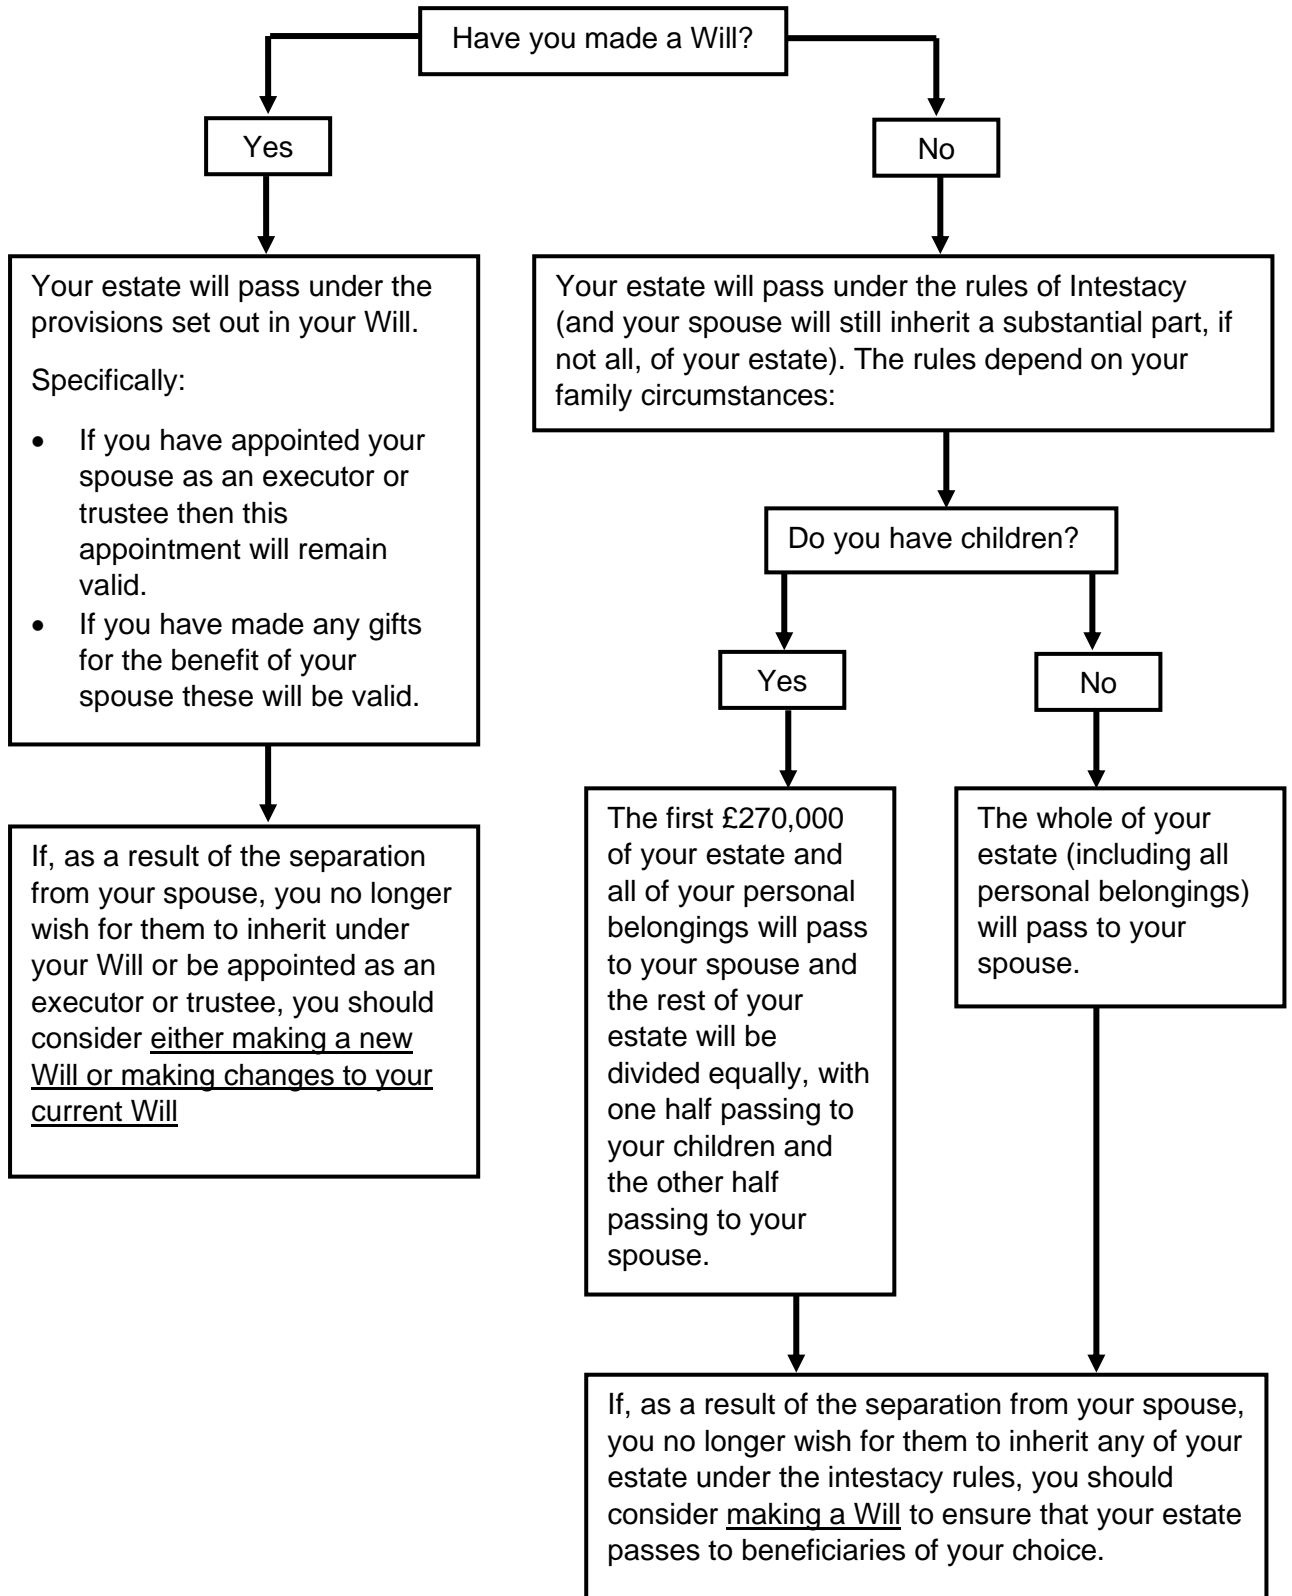 Have you made a Will?
Yes
No
Your estate will pass under the
provisions set out in your Will.
Specifically:
• If you have appointed your
spouse as an executor or
trustee then this
appointment will remain
valid.
• If you have made any gifts
for the benefit of your
spouse these will be valid.
If, as a result of the separation
from your spouse, you no longer
wish for them to inherit under
your Will or be appointed as an
executor or trustee, you should
consider either making a new
Will or making changes to your
current Will
Your estate will pass under the rules of Intestacy
(and your spouse will still inherit a substantial part, if
not all, of your estate). The rules depend on your
family circumstances:
Do you have children?
Yes
No
The first £270,000
of your estate and
all of your personal
belongings will pass
to your spouse and
the rest of your
estate will be
divided equally, with
one half passing to
your children and
the other half
passing to your
spouse.
The whole of your
estate (including all
personal belongings)
will pass to your
spouse.
If, as a result of the separation from your spouse,
you no longer wish for them to inherit any of your
estate under the intestacy rules, you should
consider making a Will to ensure that your estate
passes to beneficiaries of your choice.